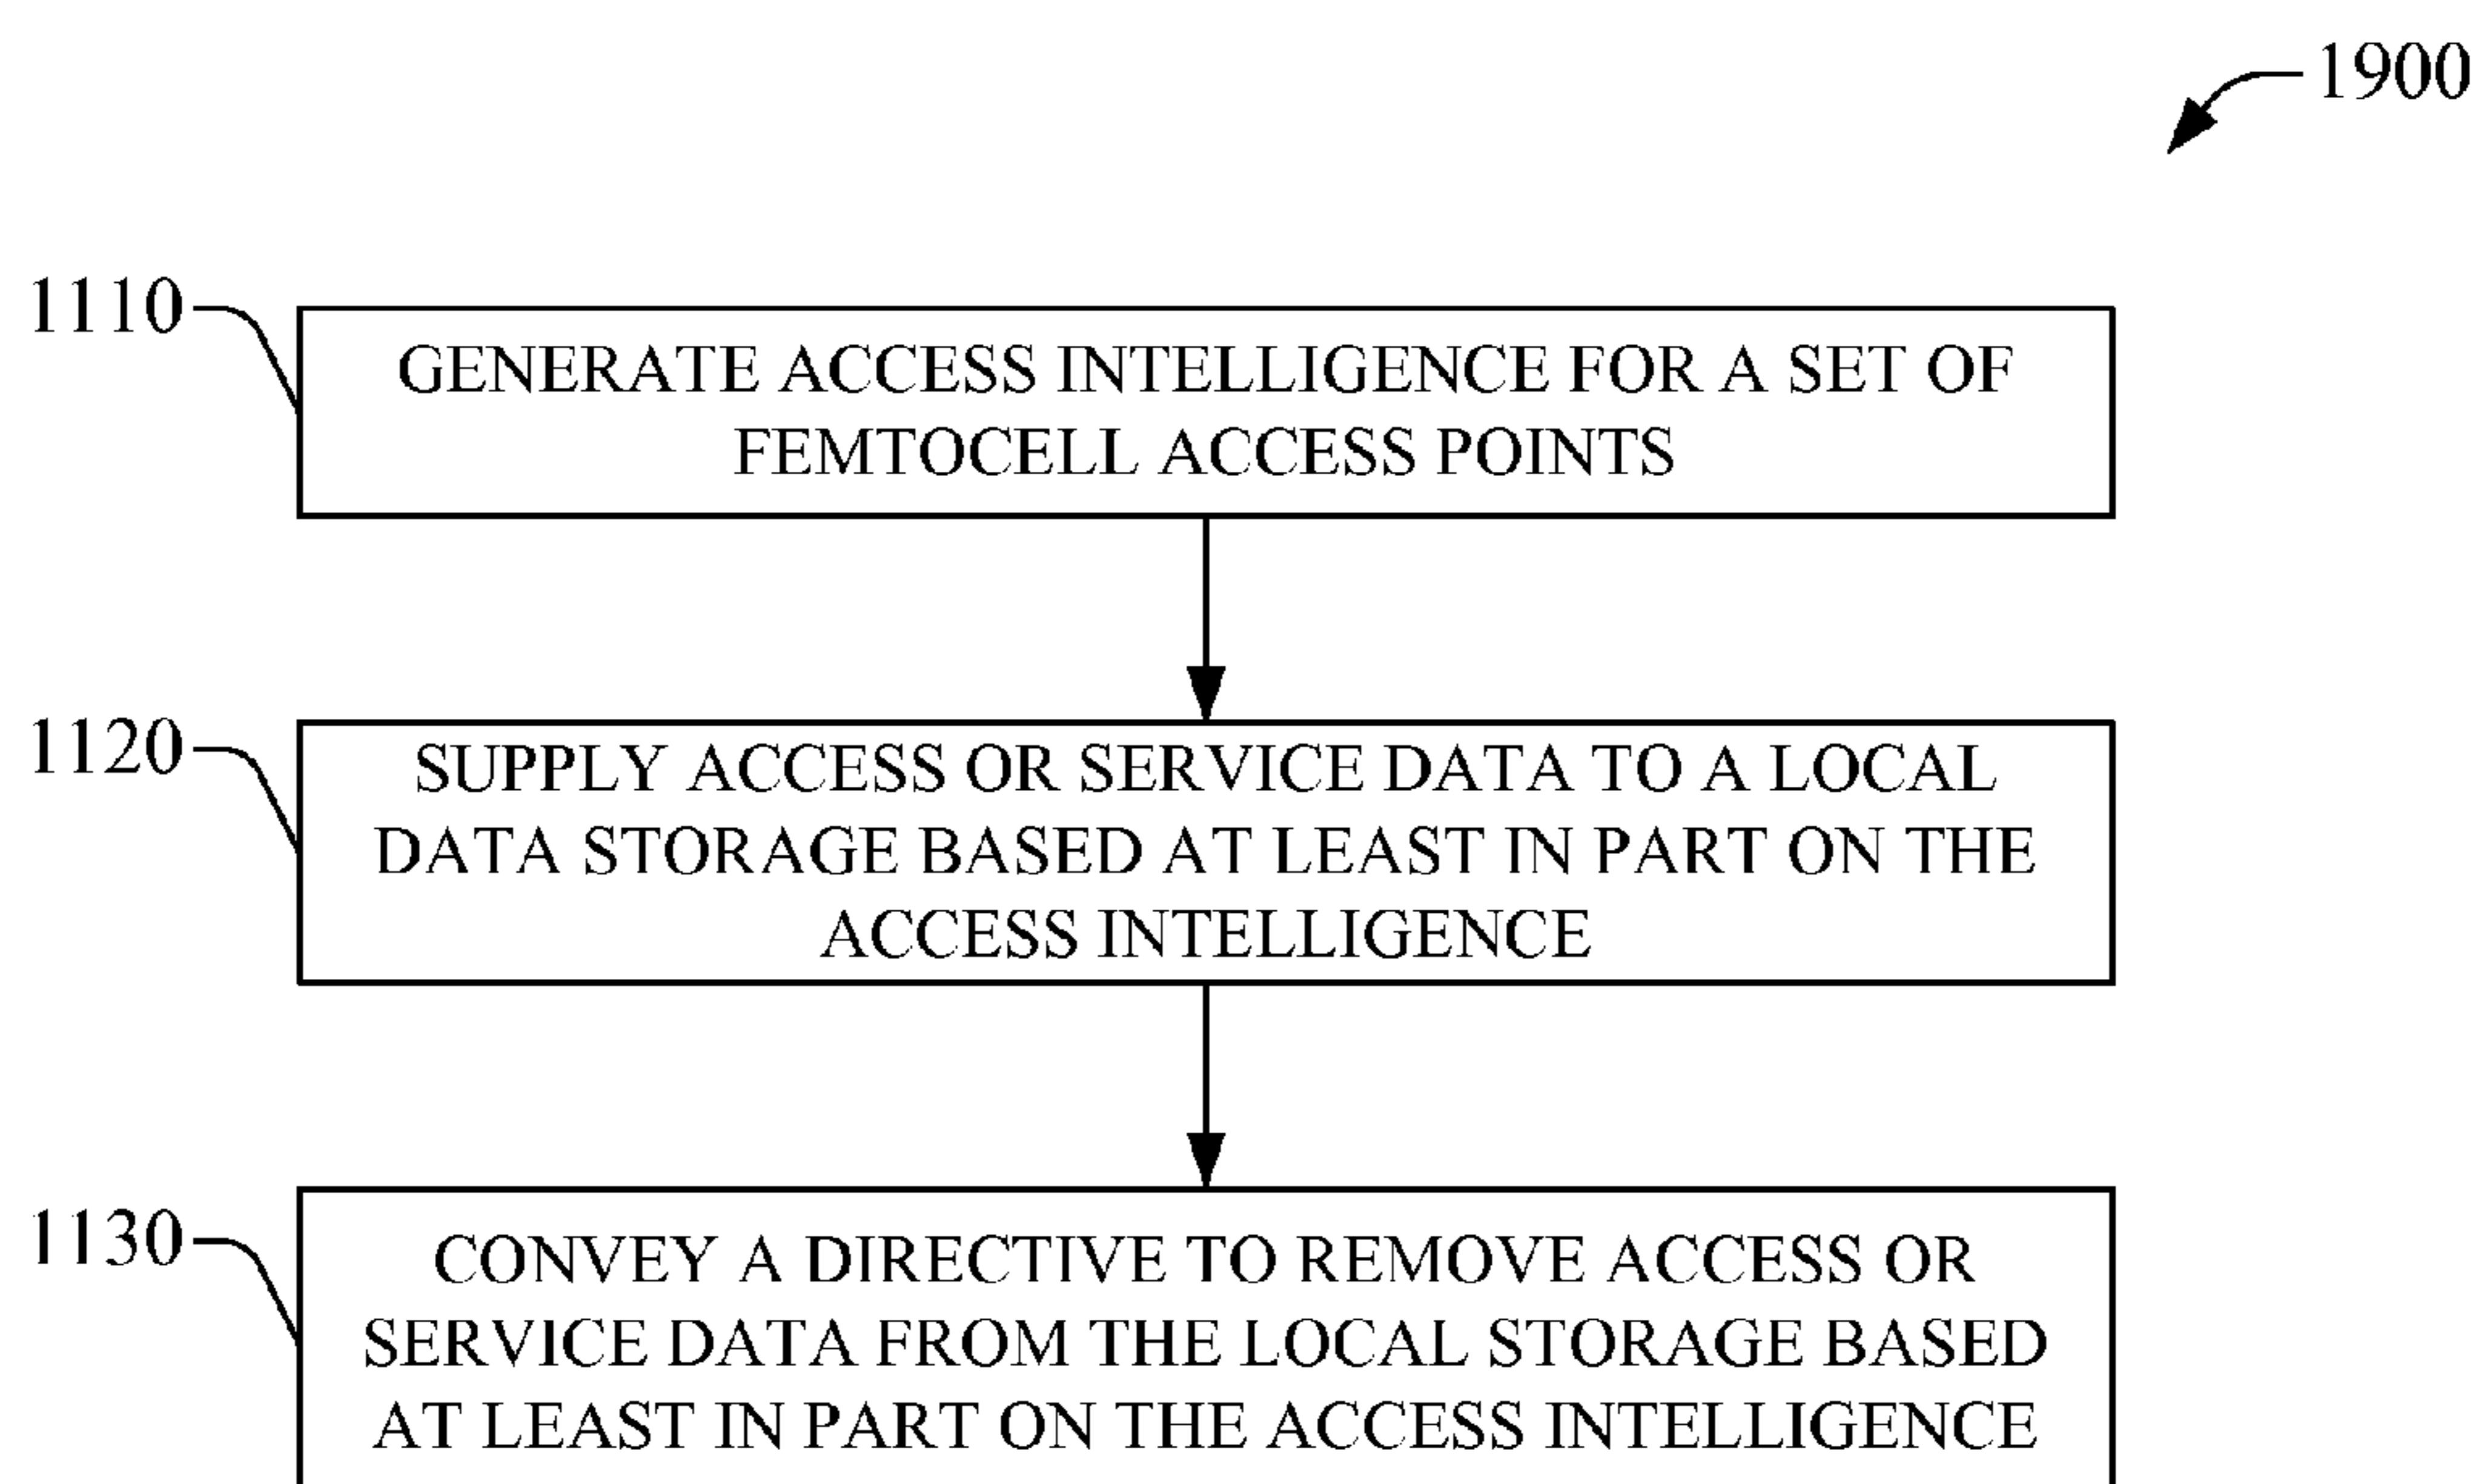 1900
1110
GENERATE ACCESS INTELLIGENCE FOR A SET OF
FEMTOCELL ACCESS POINTS
1120
SUPPLY ACCESS OR SERVICE DATA TO A LOCAL
DATA STORAGE BASED AT LEAST IN PART ON THE
ACCESS INTELLIGENCE
1130
CONVEY A DIRECTIVE TO REMOVE ACCESS OR
SERVICE DATA FROM THE LOCAL STORAGE BASED
AT LEAST IN PART ON THE ACCESS INTELLIGENCE